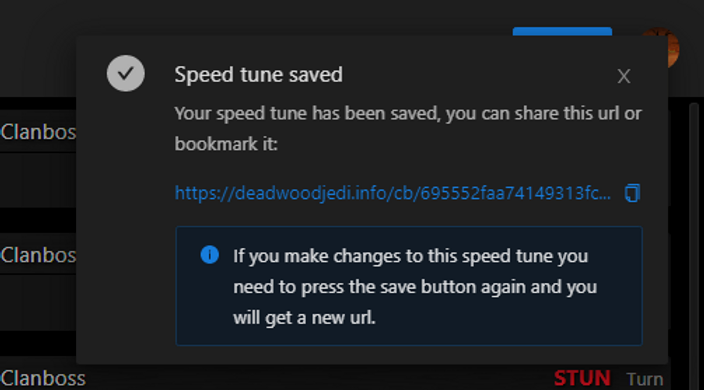 Speed tune saved
X
Your speed tune has been saved, you can share this url or
bookmark it:
https://deadwoodjedi.info/cb/695552faa74149313fc...
If you make changes to this speed tune you
need to press the save button again and you
will get a new url.
Clanboss
Clanboss
Clanboss STUN Turn